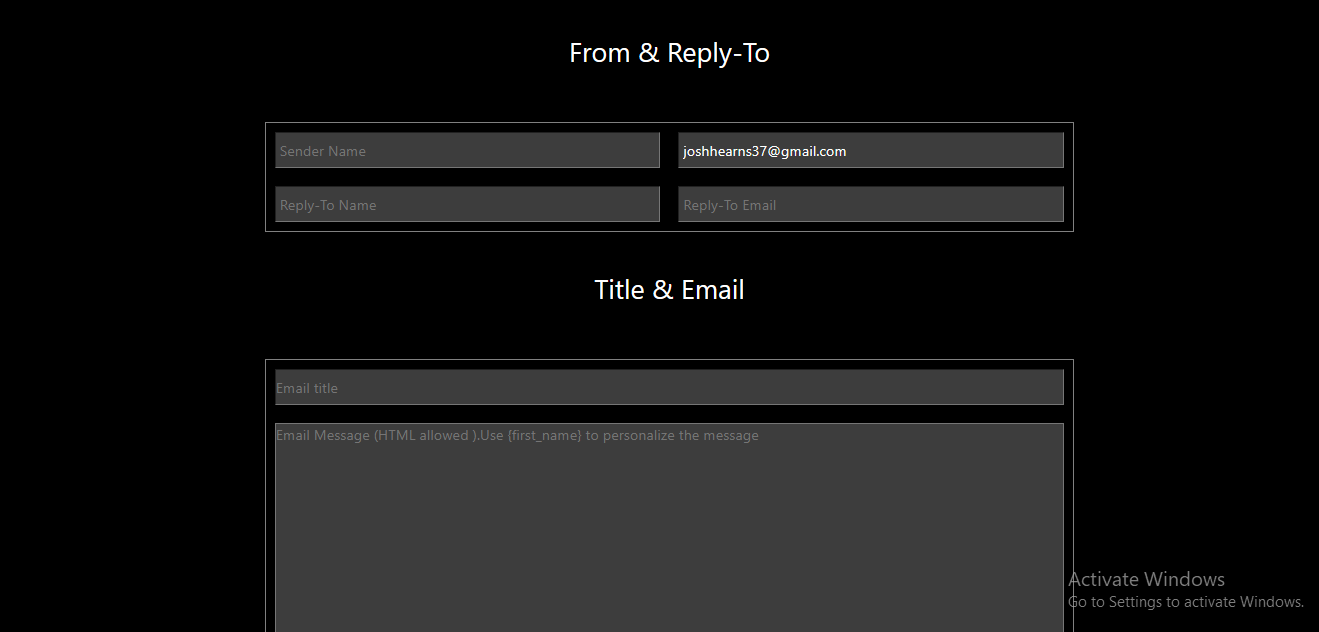 From & Reply-To
Sender Name
joshhearns37@gmail.com
Reply-To Name
Reply-To Email
Title & Email
Email title
Email Message (HTML allowed ).Use {first_name} to personalize the message
Activate Windows
Go to Settings to activate Windows.